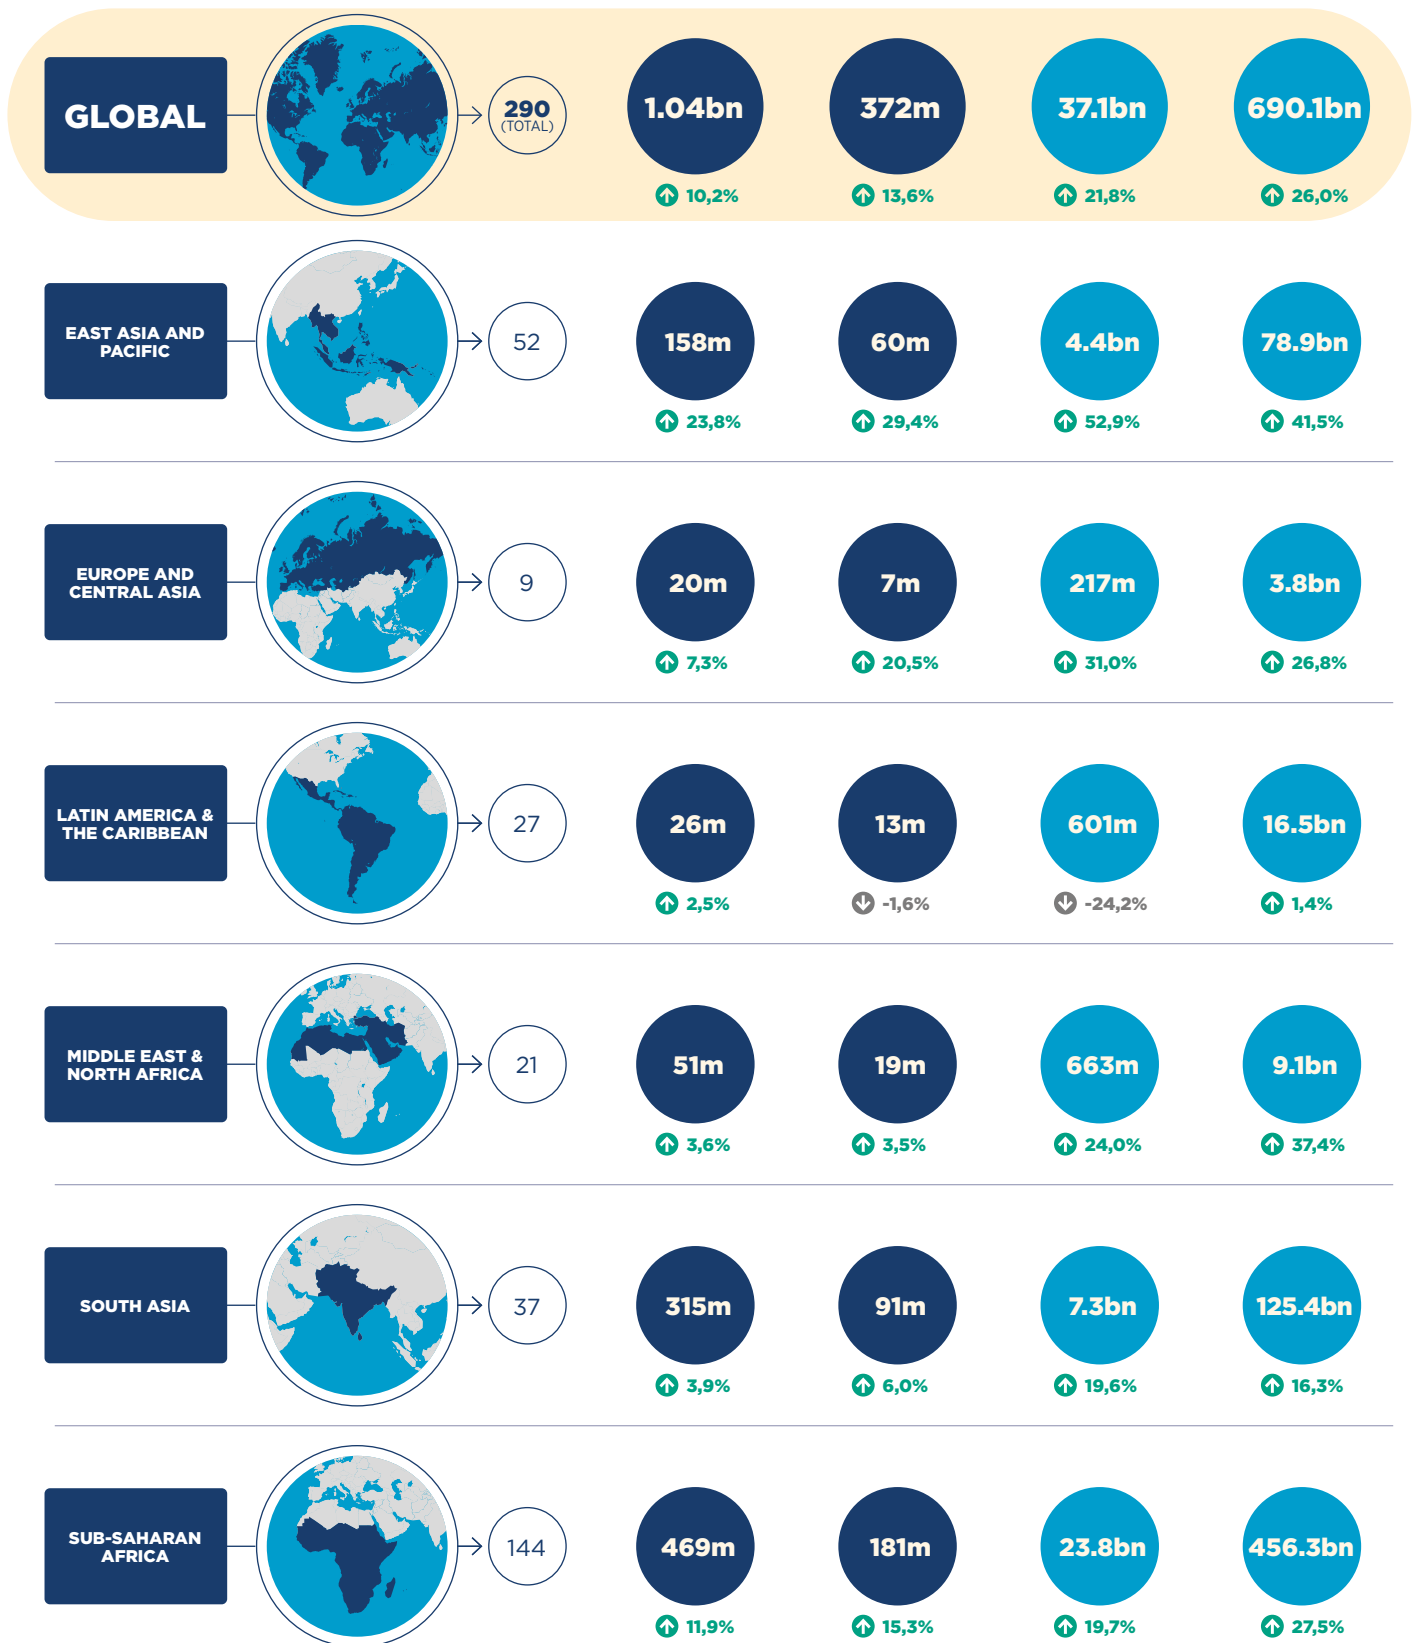 GLOBAL
290
(TOTAL)
1.04bn
372m
37.1bn
690.1bn
10,2%
13,6%
21,8%
26,0%
EAST ASIA AND
PACIFIC
52
158m
60m
4.4bn
78.9bn
23,8%
29,4%
52,9%
41,5%
EUROPE AND
CENTRAL ASIA
9
20m
7m
217m
3.8bn
7,3%
20,5%
31,0%
26,8%
LATIN AMERICA &
THE CARIBBEAN
27
26m
13m
601m
16.5bn
2,5%
-1,6%
-24,2%
1,4%
MIDDLE EAST &
NORTH AFRICA
21
51m
19m
663m
9.1bn
3,6%
3,5%
24,0%
37,4%
SOUTH ASIA
37
315m
91m
7.3bn
125.4bn
3,9%
6,0%
19,6%
16,3%
SUB-SAHARAN
AFRICA
144
469m
181m
23.8bn
456.3bn
11,9%
15,3%
19,7%
27,5%